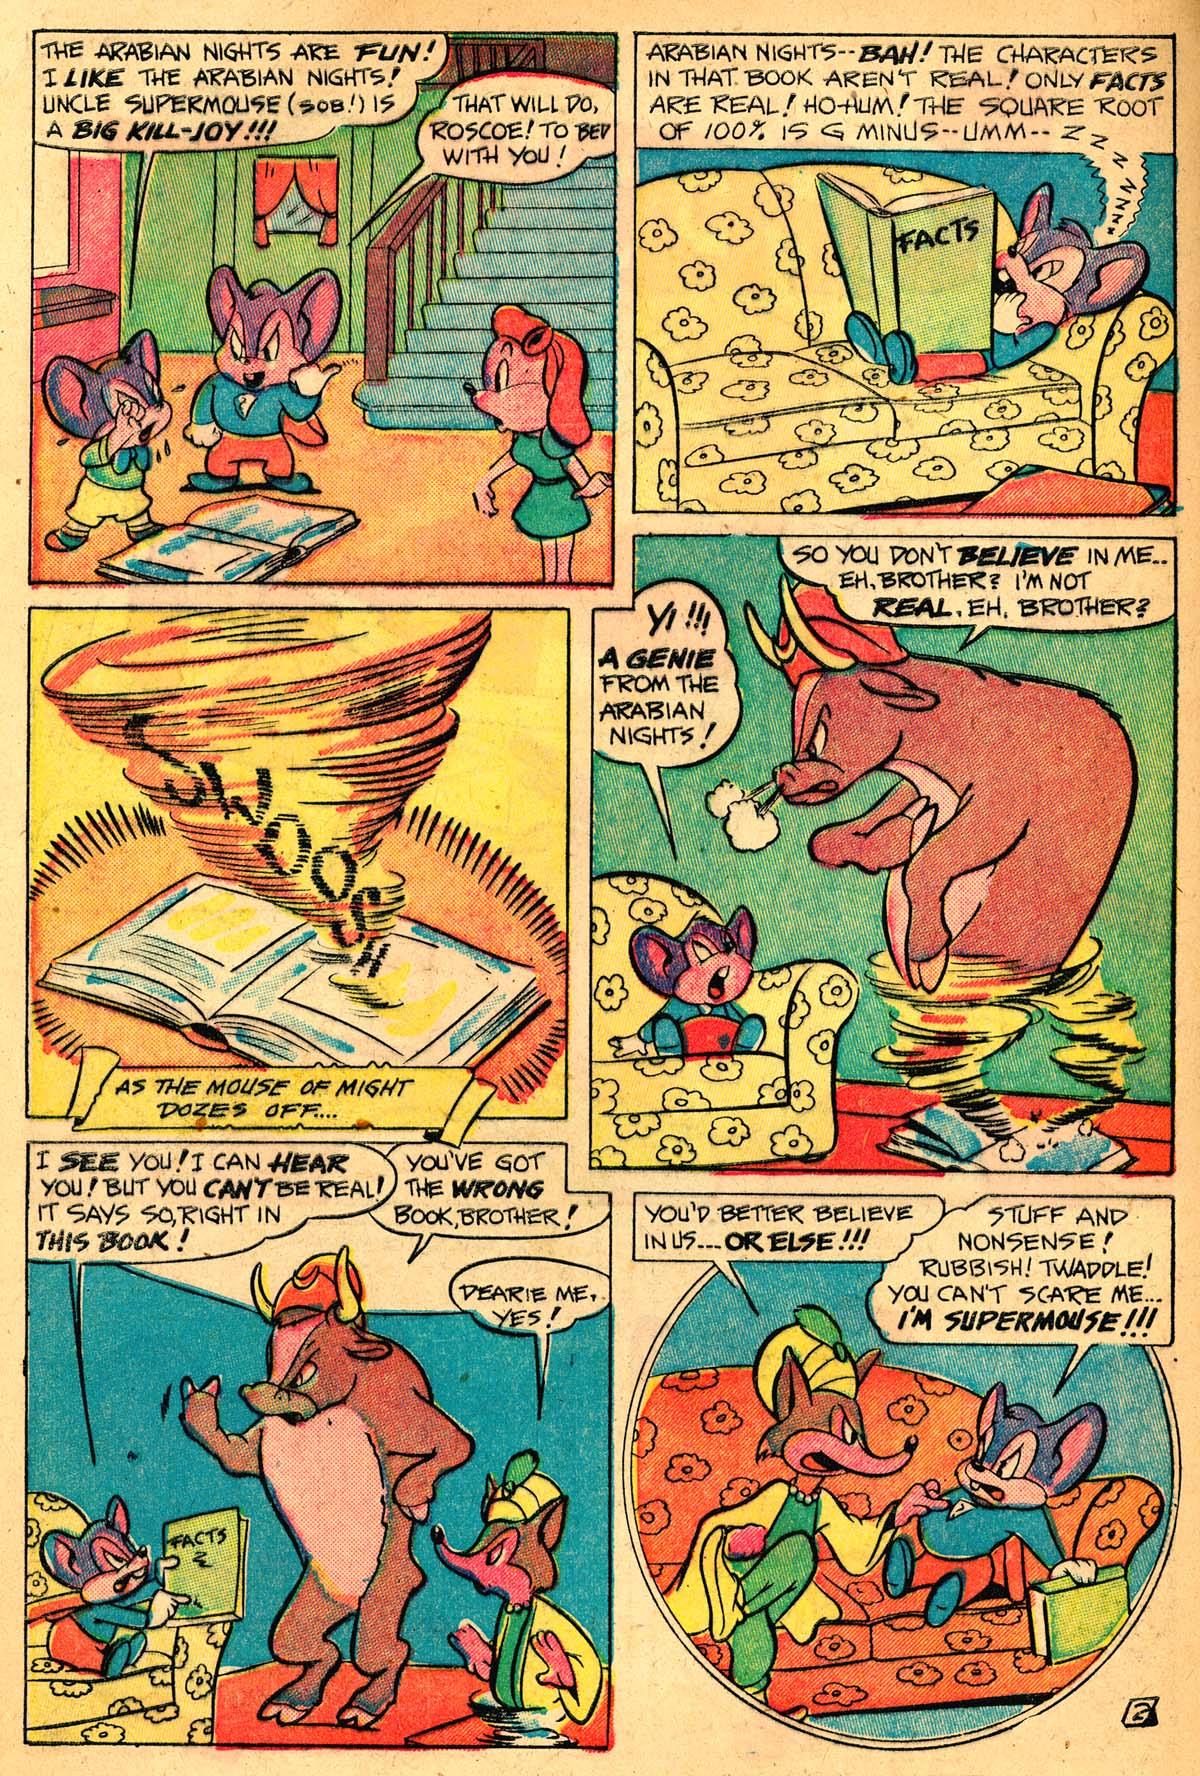 THE ARABIAN NIGHTS ARE FUN!
I LIKE THE ARABIAN NIGHTS!
UNCLE SUPERMOUSE (SOB!) IS
A BIG KILL-JOY!!!
THAT WILL DO,
ROSCOE! TO BED
WITH YOU!
ARABIAN NIGHTS--BAH! THE CHARACTERS
IN THAT BOOK AREN'T REAL! ONLY FACTS
ARE REAL! HO-HUM! THE SQUARE ROOT
OF 100% IS G MINUS--UMM-- Z
Z Z Z Z Z Z Z
FACTS
SWOOSH
AS THE MOUSE OF MIGHT
DOZES OFF....
YI!!!
A GENIE
FROM THE
ARABIAN
NIGHTS!
SO YOU DON'T BELIEVE IN ME..
EH, BROTHER? I'M NOT
REAL, EH, BROTHER?
I SEE YOU! I CAN HEAR
YOU! BUT YOU CAN'T BE REAL!
IT SAYS SO, RIGHT IN
THIS BOOK!
YOU'VE GOT
THE WRONG
BOOK, BROTHER!
DEARIE ME,
YES!
FACTS
YOU'D BETTER BELIEVE
IN US...OR ELSE!!!
STUFF AND
NONSENSE!
RUBBISH! TWADDLE!
YOU CAN'T SCARE ME...
I'M SUPERMOUSE!!!
2